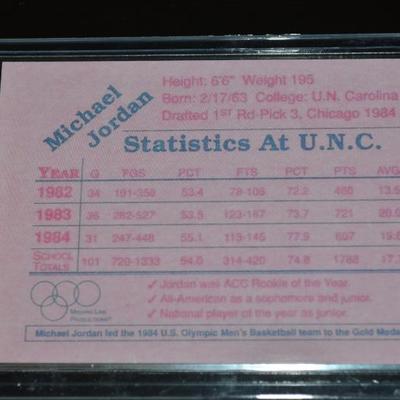 Michael
Jordan
Height: 6'6" Weight 195
Born: 2/17/63 College: U.N. Carolina
Drafted 1ST Rd-Pick 3, Chicago 1984
Statistics At U.N.C.
YEAR G FGS PCT FTS PCT PTS AVG
1982 34 191-358 53.4 78-108 72.2 460 13.5
1983 36 282-527 53.5 123-167 73.7 721 20.0
1984 31 247-448 55.1 113-145 77.9 607 19.6
SCHOOL
TOTALS 101 720-1333 54.0 314-420 74.8 1788 17.7
✓ Jordan was ACC Rookie of the Year.
✓ All-American as a sophomore and junior.
✓ National player of the year as junior.
Michael Jordan led the 1984 U.S. Olympic Men's Basketball team to the Gold Medal